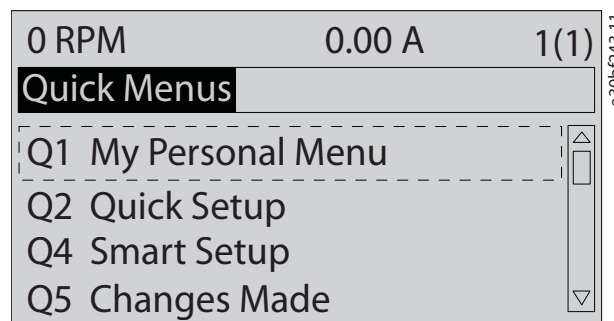 0 RPM 0.00 A 1(1)
Quick Menus
Q1 My Personal Menu
Q2 Quick Setup
Q4 Smart Setup
Q5 Changes Made